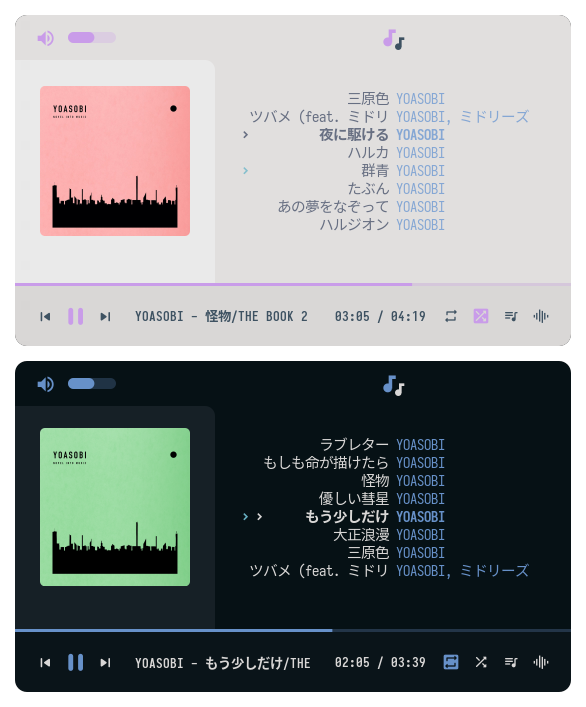 YOASOBI
三原色 YOASOBI
ツバメ (feat. ミドリ YOASOBI, ミドリーズ
夜に駆ける YOASOBI
ハルカ YOASOBI
群青 YOASOBI
たぶん YOASOBI
あの夢をなぞって YOASOBI
ハルジオン YOASOBI
YOASOBI - 怪物/THE BOOK 2 03:05 / 04:19
YOASOBI
ラブレター YOASOBI
もしも命が描けたら YOASOBI
怪物 YOASOBI
優しい彗星 YOASOBI
もう少しだけ YOASOBI
大正浪漫 YOASOBI
三原色 YOASOBI
ツバメ (feat. ミドリ YOASOBI, ミドリーズ
YOASOBI - もう少しだけ/THE 02:05 / 03:39